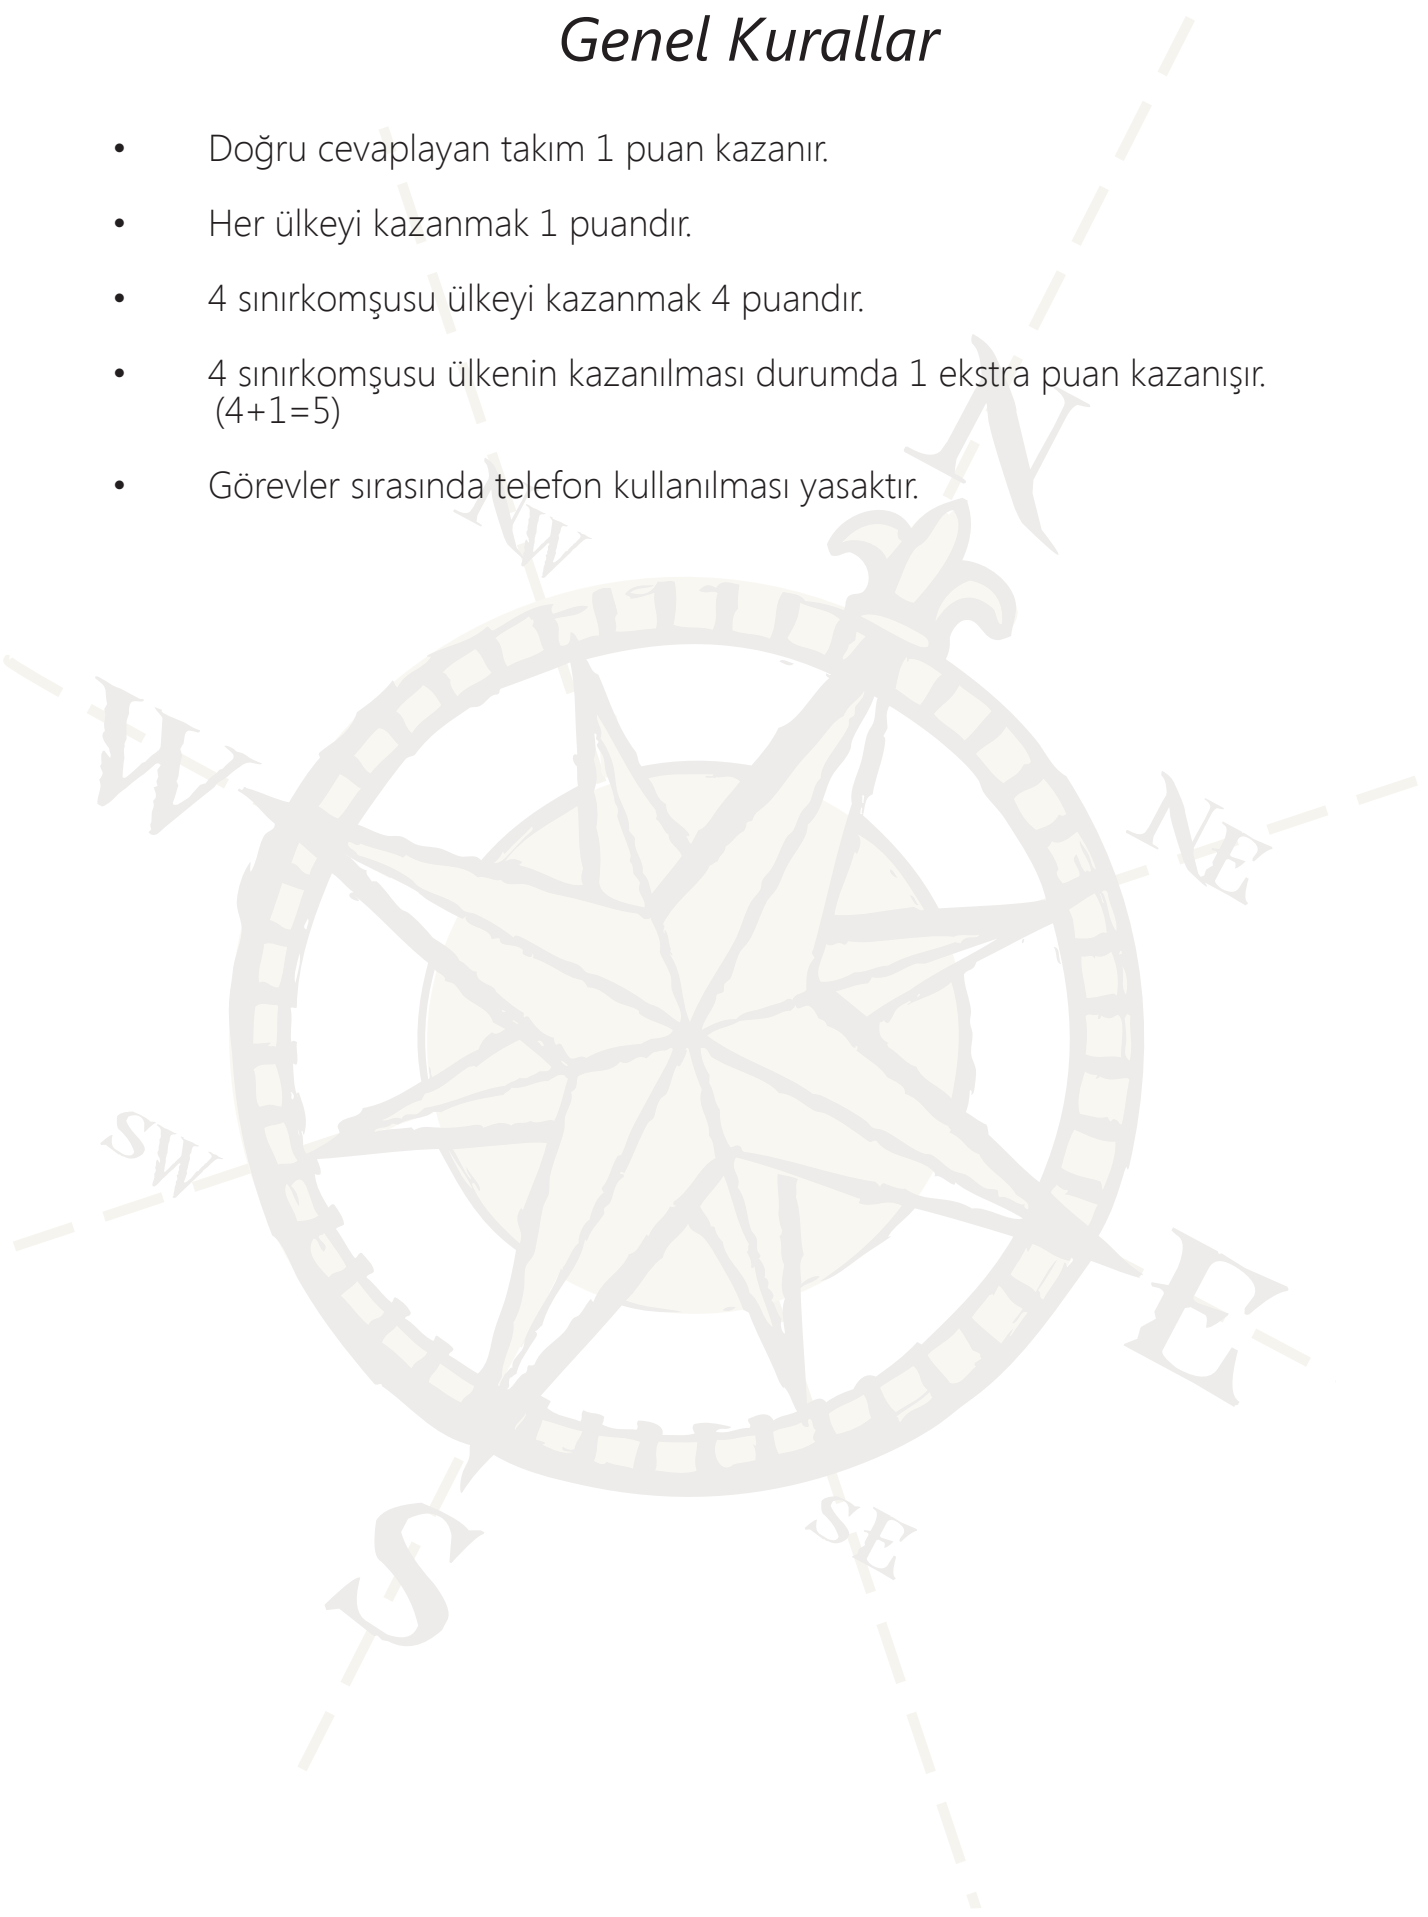 Genel Kurallar
• Doğru cevaplayan takım 1 puan kazanır.
• Her ülkeyi kazanmak 1 puandır.
• 4 sınırkomşusu ülkeyi kazanmak 4 puandır.
• 4 sınırkomşusu ülkenin kazanılması durumda 1 ekstra puan kazanışır.
(4+1=5)
• Görevler sırasında telefon kullanılması yasaktır.
N
NW
W
NE
SW
E
S
SE